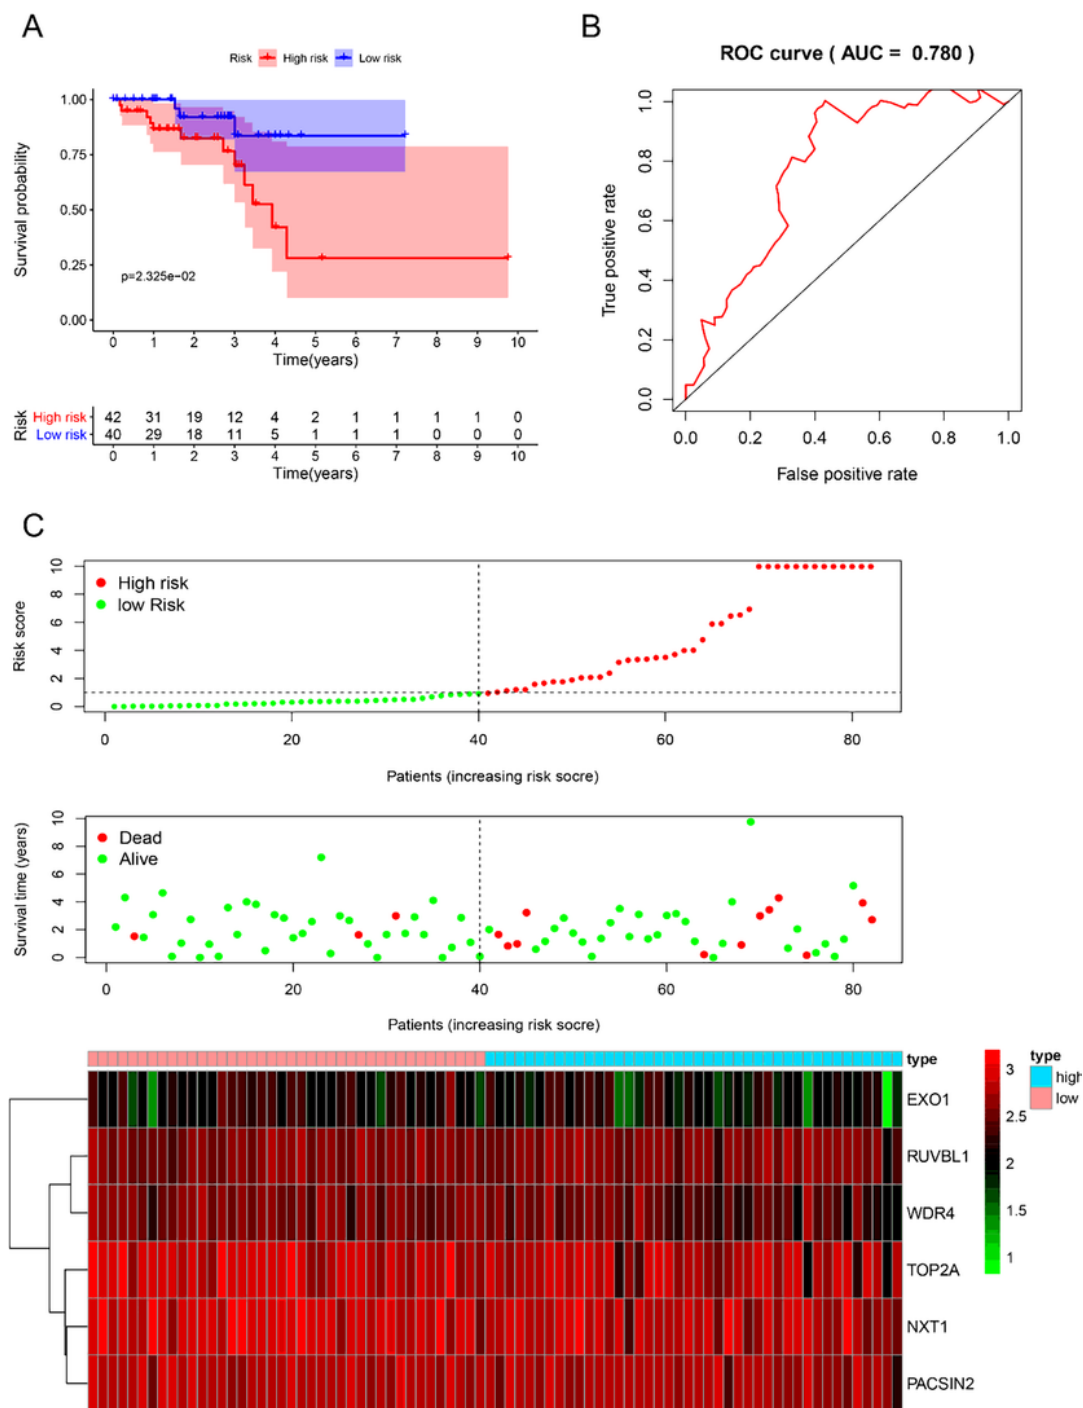 A
Risk High risk Low risk
1.00
0.75
0.50
0.25
0.00
Survival probability
p=2.325e−02
0 1 2 3 4 5 6 7 8 9 10
Time(years)
Risk
High risk 42 31 19 12 4 2 1 1 1 1 0
Low risk 40 29 18 11 5 1 1 1 0 0 0
0 1 2 3 4 5 6 7 8 9 10
Time(years)
B
ROC curve ( AUC = 0.780 )
True positive rate
1.0
0.8
0.6
0.4
0.2
0.0
0.0 0.2 0.4 0.6 0.8 1.0
False positive rate
C
Risk score
10
8
6
4
2
0
High risk
low Risk
0 20 40 60 80
Patients (increasing risk socre)
Survival time (years)
10
8
6
4
2
0
Dead
Alive
0 20 40 60 80
Patients (increasing risk socre)
type
EXO1
RUVBL1
WDR4
TOP2A
NXT1
PACSIN2
3
2.5
2
1.5
1
type
high
low